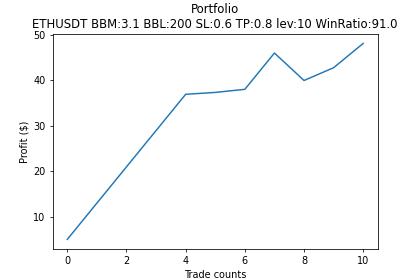 Portfolio
ETHUSDT BBM:3.1 BBL:200 SL:0.6 TP:0.8 lev:10 WinRatio:91.0
50
40
30
20
10
Profit ($)
0 2 4 6 8 10
Trade counts